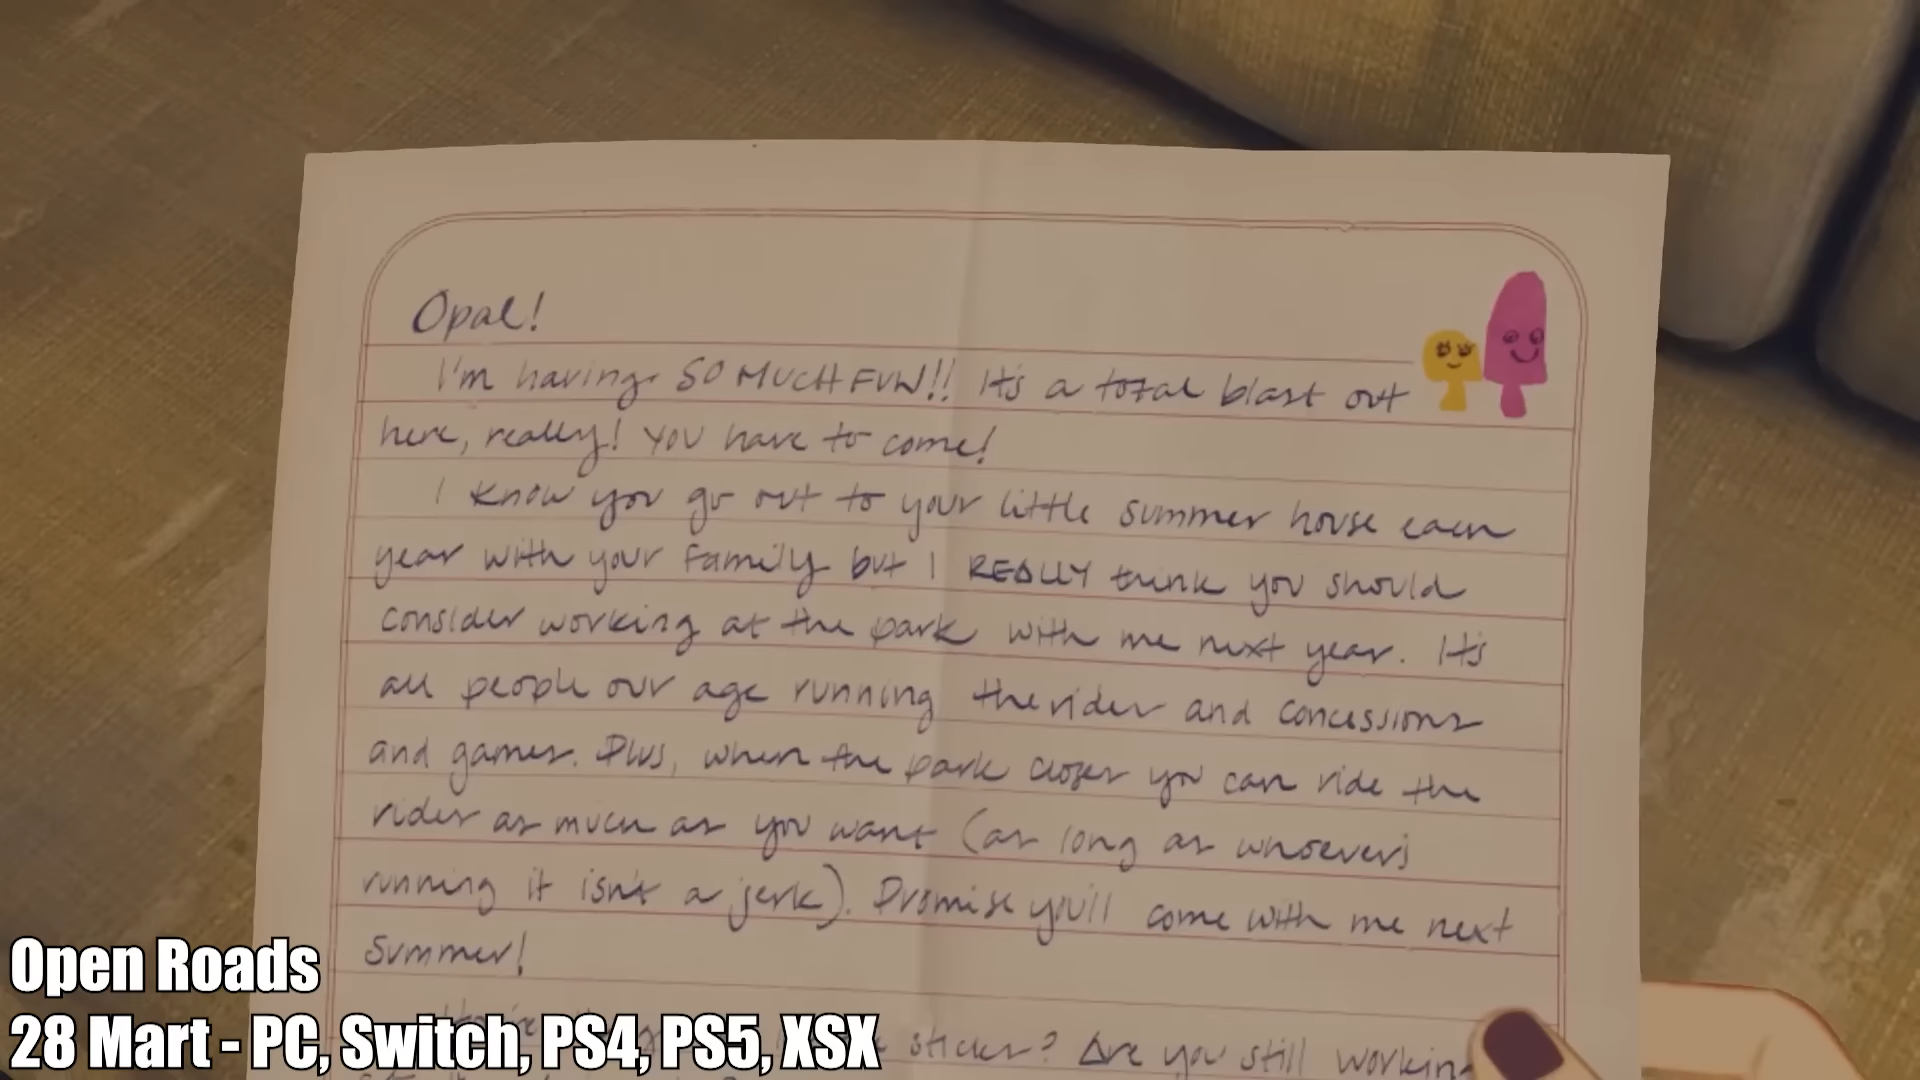 Opal!
I'm having SO MUCH FUN!! It's a total blast out
here, really! You have to come!
I know you go out to your little summer house each
year with your family but I REALLY think you should
consider working at the park with me next year. It's
all people our age running the rides and concessions
and games. Plus, when the park closes you can ride the
rides as much as you want (as long as whoever's
running it isn't a jerk). Promise you'll come with me next
summer!
Are you still working
Open Roads
28 Mart - PC, Switch, PS4, PS5, XSX